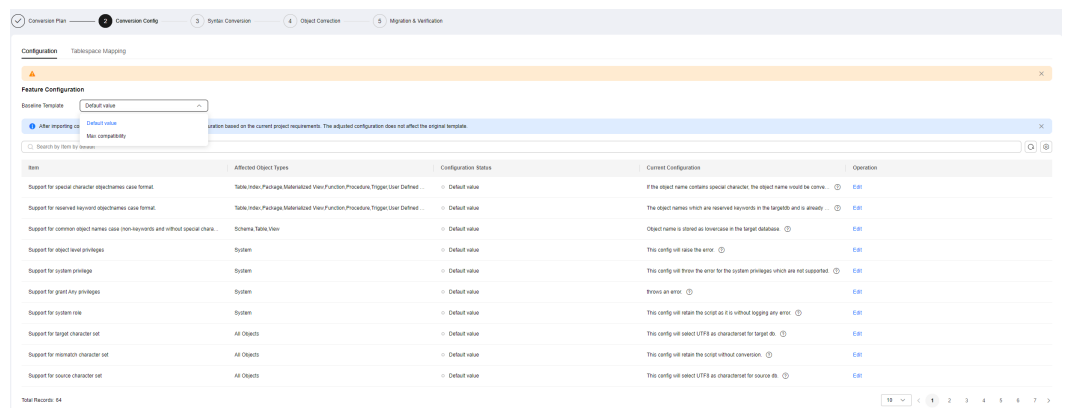 Conversion Plan 2 Conversion Config 3 Syntax Conversion 4 Object Correction 5 Migration & Verification
Configuration Tablespace Mapping
Feature Configuration
Baseline Template Default value
Default value
Max compatibility
After importing co uration based on the current project requirements. The adjusted configuration does not affect the original template.
Search by Item by default
Item Affected Object Types Configuration Status Current Configuration Operation
Support for special character objectnames case format. Table,Index,Package,Materialized View,Function,Procedure,Trigger,User Defined ... Default value If the object name contains special character, the object name would be conve... Edit
Support for reserved keyword objectnames case format. Table,Index,Package,Materialized View,Function,Procedure,Trigger,User Defined ... Default value The object names which are reserved keywords in the targetdb and is already ... Edit
Support for common object names case (non-keywords and without special chara... Schema,Table,View Default value Object name is stored as lowercase in the target database. Edit
Support for object level privileges System Default value This config will raise the error. Edit
Support for system privilege System Default value This config will throw the error for the system privileges which are not supported. Edit
Support for grant Any privileges System Default value throws an error. Edit
Support for system role System Default value This config will retain the script as it is without logging any error. Edit
Support for target character set All Objects Default value This config will select UTF8 as characterset for target db. Edit
Support for mismatch character set All Objects Default value This config will retain the script without conversion. Edit
Support for source character set All Objects Default value This config will select UTF8 as characterset for source db. Edit
Total Records: 64 10 < 1 2 3 4 5 6 7 >